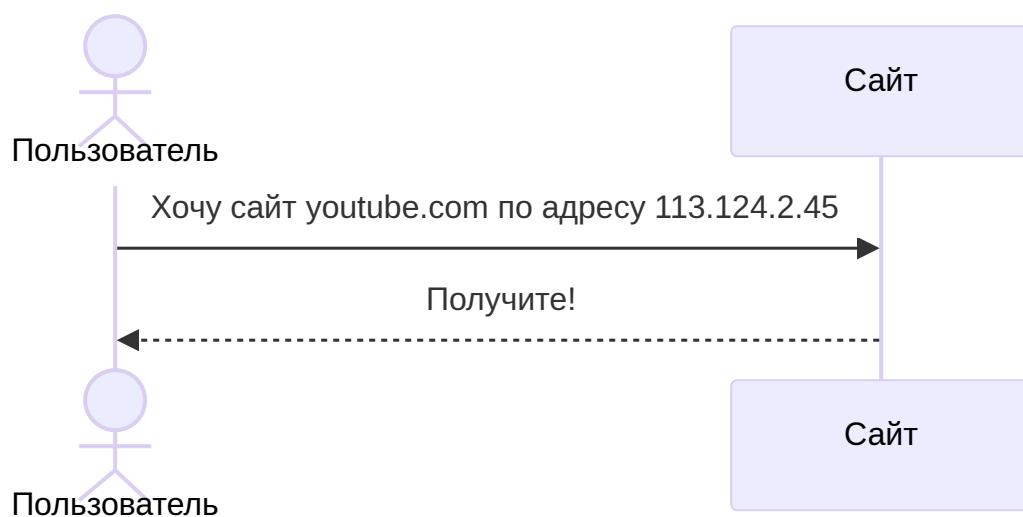 Пользователь
Сайт
Хочу сайт youtube.com по адресу 113.124.2.45
Получите!
Пользователь
Сайт